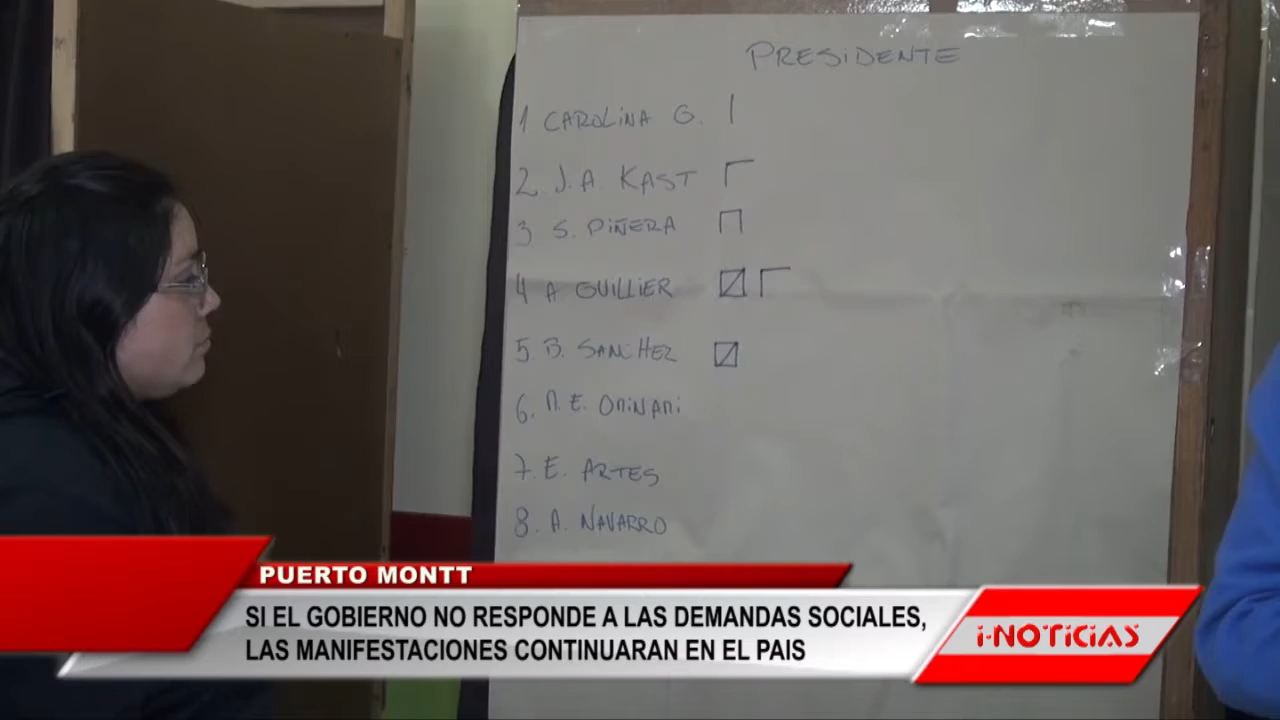 PRESIDENTE
1 CAROLINA G.
2. J.A. KAST
3 S. PIÑERA
4 A GUILLIER
5 B. SANCHEZ
6. M. E. OMINAMI
7. E. ARTES
8. A. NAVARRO
PUERTO MONTT
SI EL GOBIERNO NO RESPONDE A LAS DEMANDAS SOCIALES,
LAS MANIFESTACIONES CONTINUARAN EN EL PAIS
i-NOTICIAS